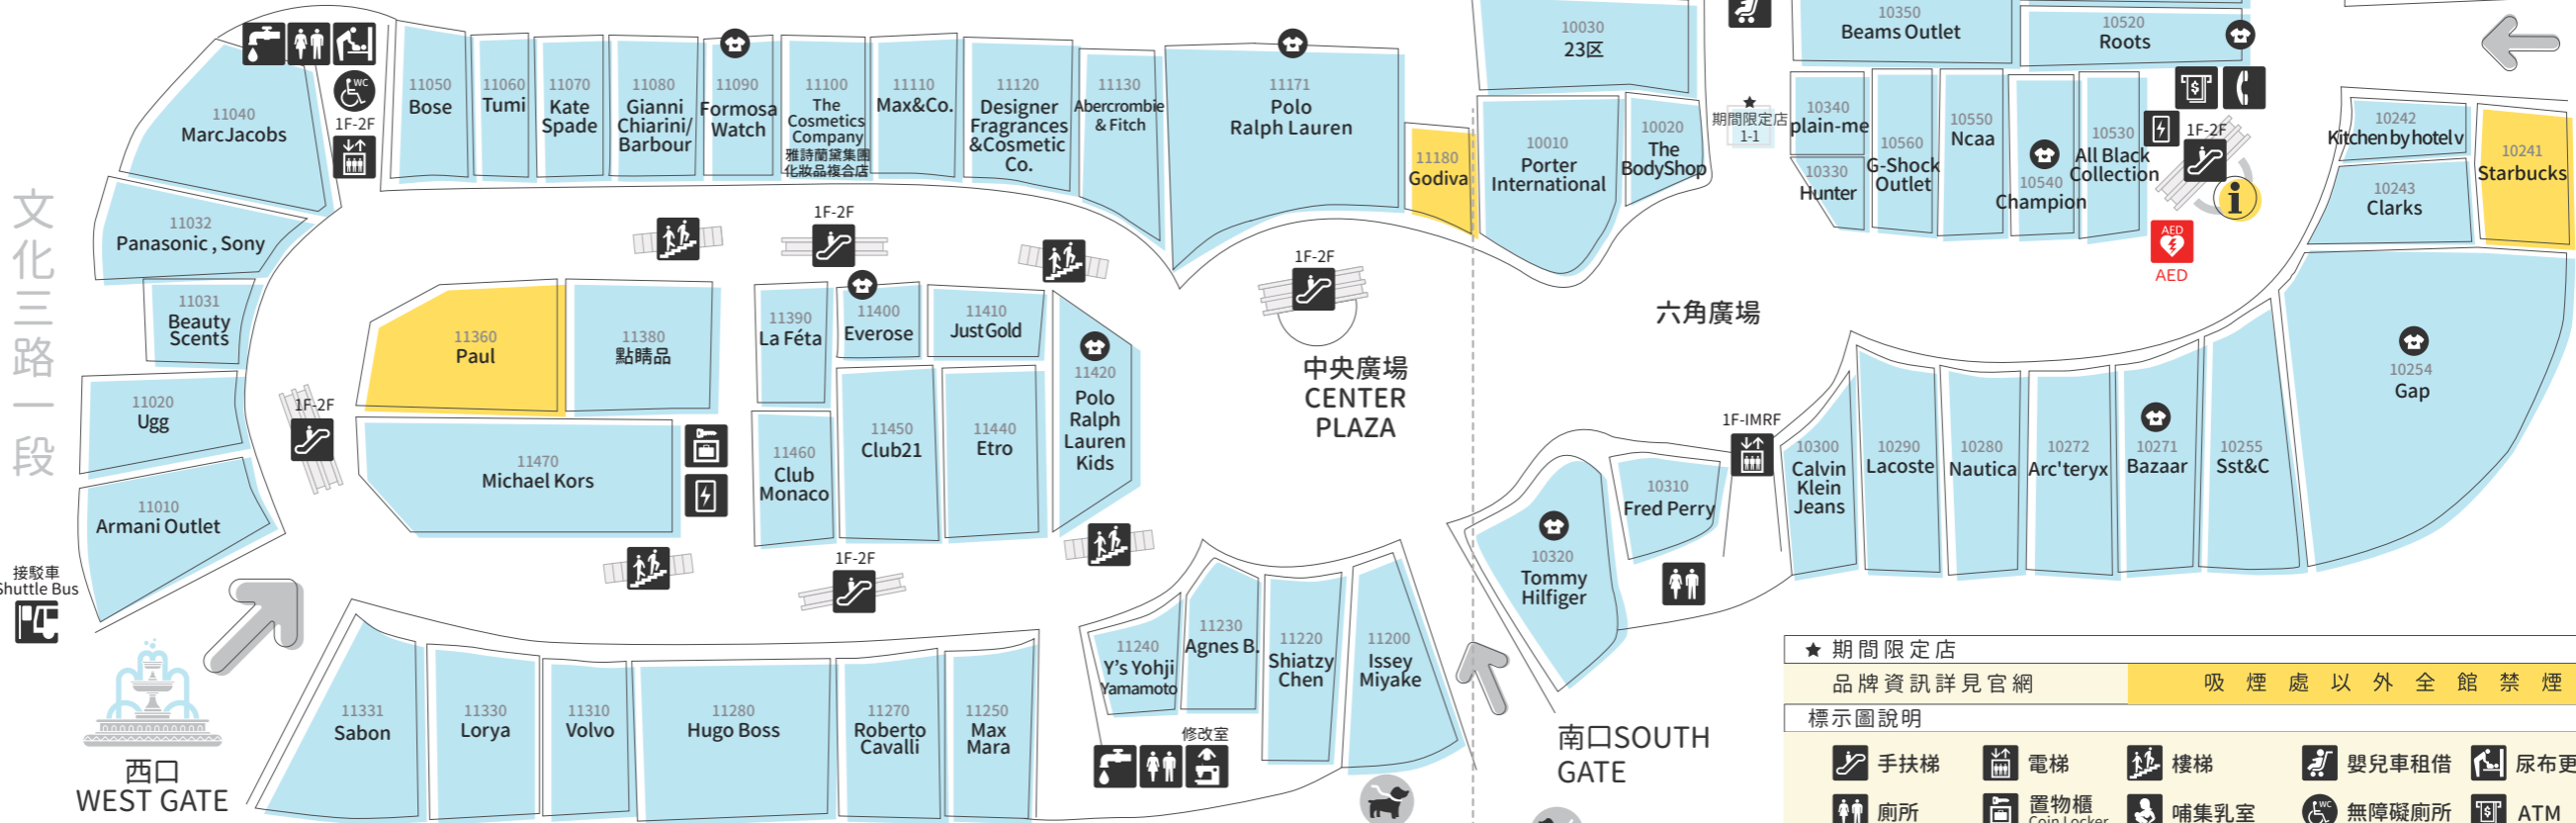 文化三路一段
接駁車
Shuttle Bus
西口
WEST GATE
11040
MarcJacobs
1F-2F
11032
Panasonic , Sony
11031
Beauty
Scents
11020
Ugg
11010
Armani Outlet
11050
Bose
11060
Tumi
11070
Kate
Spade
11080
Gianni
Chiarini/
Barbour
11090
Formosa
Watch
11100
The
Cosmetics
Company
雅詩蘭黛集團
化妝品複合店
11110
Max&Co.
11120
Designer
Fragrances
&Cosmetic
Co.
11130
Abercrombie
& Fitch
11171
Polo
Ralph Lauren
11180
Godiva
1F-2F
1F-2F
11360
Paul
11380
點睛品
11470
Michael Kors
11390
La Féta
11400
Everose
11410
Just Gold
11420
Polo
Ralph
Lauren
Kids
11460
Club
Monaco
11450
Club21
11440
Etro
1F-2F
11331
Sabon
11330
Lorya
11310
Volvo
11280
Hugo Boss
11270
Roberto
Cavalli
11250
Max
Mara
11240
Y's Yohji
Yamamoto
11230
Agnes B.
11220
Shiatzy
Chen
11200
Issey
Miyake
修改室
1F-2F
中央廣場
CENTER
PLAZA
南口SOUTH
GATE
10030
23区
10010
Porter
International
10020
The
BodyShop
★
期間限定店
1-1
六角廣場
10350
Beams Outlet
10520
Roots
10340
plain-me
10330
Hunter
10560
G-Shock
Outlet
10550
Ncaa
10540
Champion
10530
All Black
Collection
1F-2F
i
AED
AED
10242
Kitchen by hotel v
10241
Starbucks
10243
Clarks
10254
Gap
10320
Tommy
Hilfiger
10310
Fred Perry
1F-IMRF
10300
Calvin
Klein
Jeans
10290
Lacoste
10280
Nautica
10272
Arc'teryx
10271
Bazaar
10255
Sst&C
★ 期間限定店
品牌資訊詳見官網
吸煙處以外全館禁煙
標示圖說明
手扶梯 電梯 樓梯 嬰兒車租借 尿布更
廁所 置物櫃 哺集乳室 無障礙廁所 ATM
Coin Locker